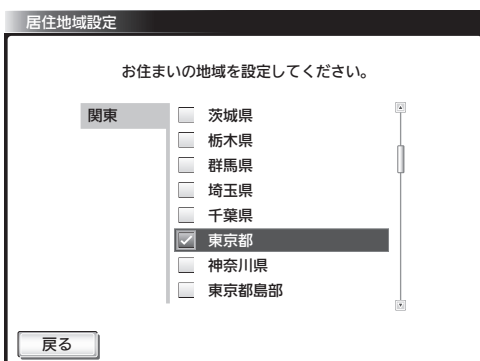 居住地域設定
お住まいの地域を設定してください。
関東
茨城県
栃木県
群馬県
埼玉県
千葉県
東京都
神奈川県
東京都島部
戻る